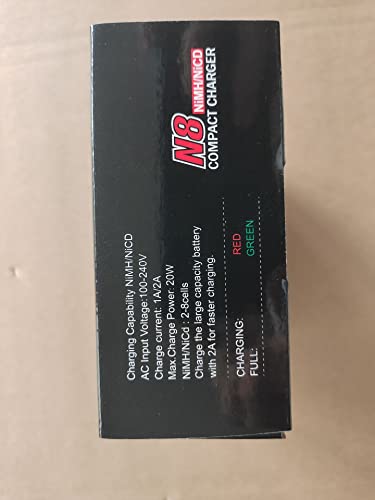 N8 NiMH/NiCD
COMPACT CHARGER
Charging Capability NiMH/NiCD
AC Input Voltage:100-240V
Charge current: 1A/2A
Max.Charge Power: 20W
NiMH/NiCd : 2-8cells
Charge the large capacity battery
with 2A for faster charging.
CHARGING: RED
FULL: GREEN